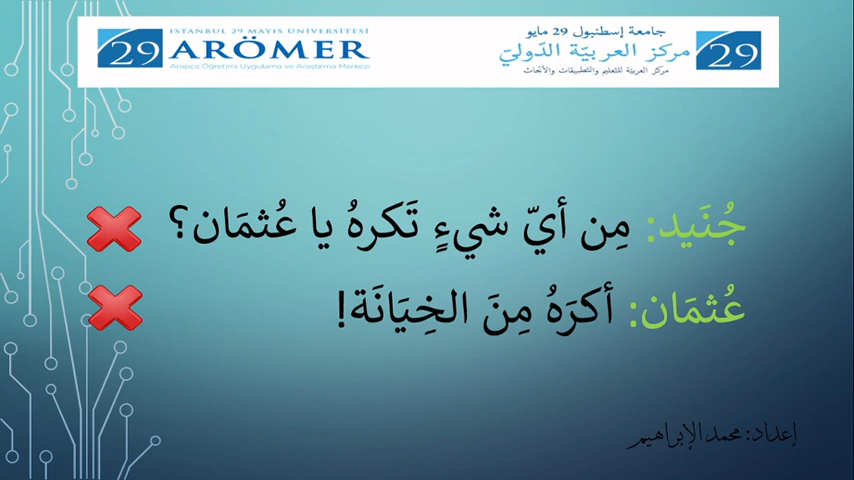 ISTANBUL 29 MAYIS ÜNİVERSİTESİ
29 ARÖMER
Arapça Öğretimi Uygulama ve Araştırma Merkezi
جامعة إسطنبول 29 مايو
مركز العربيّة الدّوليّ 29
مركز العربيّة للتعليم والتطبيقات والأبحاث
جُنَيد: مِن أيّ شيءٍ تَكرهُ يا عُثمَان؟
عُثمَان: أكرَهُ مِنَ الخِيَانَة!
إعداد: محمد الإبراهيم